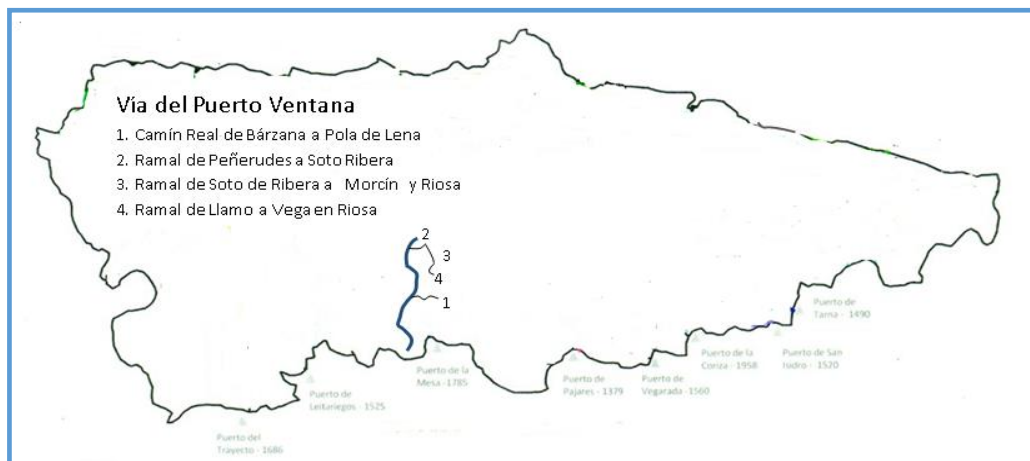 Vía del Puerto Ventana
1. Camín Real de Bárzana a Pola de Lena
2. Ramal de Peñerudes a Soto Ribera
3. Ramal de Soto de Ribera a Morcín y Riosa
4. Ramal de Llamo a Vega en Riosa
2
3
4
1
Puerto de
Tarna - 1490
Puerto de San
Isidro - 1520
Puerto de la
Conza - 1958
Puerto de
Vegarada -1560
Puerto de
Pajares - 1379
Puerto de la
Mesa -1785
Puerto de
Leitariegos - 1525
Puerto del
Trayecto - 1686